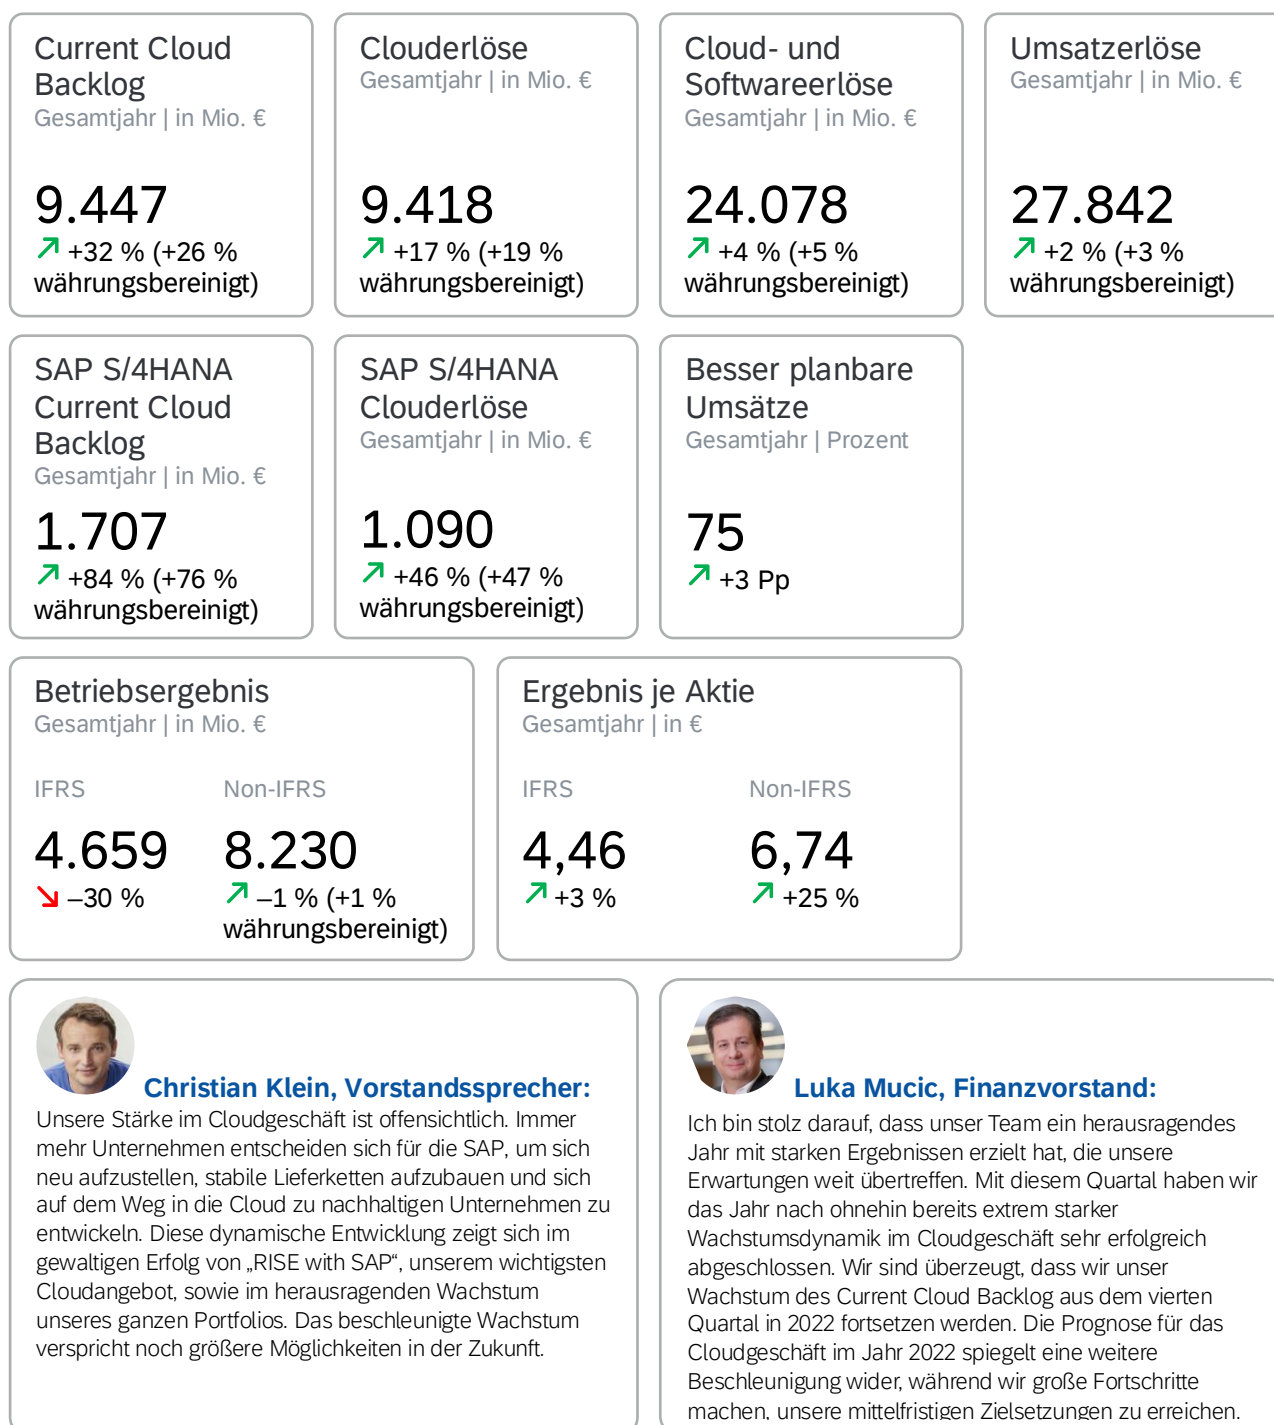 Current Cloud
Backlog
Gesamtjahr | in Mio. €
9.447
+32 % (+26 %
währungsbereinigt)
Clouderlöse
Gesamtjahr | in Mio. €
9.418
+17 % (+19 %
währungsbereinigt)
Cloud- und
Softwareerlöse
Gesamtjahr | in Mio. €
24.078
+4 % (+5 %
währungsbereinigt)
Umsatzerlöse
Gesamtjahr | in Mio. €
27.842
+2 % (+3 %
währungsbereinigt)
SAP S/4HANA
Current Cloud
Backlog
Gesamtjahr | in Mio. €
1.707
+84 % (+76 %
währungsbereinigt)
SAP S/4HANA
Clouderlöse
Gesamtjahr | in Mio. €
1.090
+46 % (+47 %
währungsbereinigt)
Besser planbare
Umsätze
Gesamtjahr | Prozent
75
+3 Pp
Betriebsergebnis
Gesamtjahr | in Mio. €
IFRS
4.659
–30 %
Non-IFRS
8.230
–1 % (+1 %
währungsbereinigt)
Ergebnis je Aktie
Gesamtjahr | in €
IFRS
4,46
+3 %
Non-IFRS
6,74
+25 %
Christian Klein, Vorstandssprecher:
Unsere Stärke im Cloudgeschäft ist offensichtlich. Immer
mehr Unternehmen entscheiden sich für die SAP, um sich
neu aufzustellen, stabile Lieferketten aufzubauen und sich
auf dem Weg in die Cloud zu nachhaltigen Unternehmen zu
entwickeln. Diese dynamische Entwicklung zeigt sich im
gewaltigen Erfolg von „RISE with SAP“, unserem wichtigsten
Cloudangebot, sowie im herausragenden Wachstum
unseres ganzen Portfolios. Das beschleunigte Wachstum
verspricht noch größere Möglichkeiten in der Zukunft.
Luka Mucic, Finanzvorstand:
Ich bin stolz darauf, dass unser Team ein herausragendes
Jahr mit starken Ergebnissen erzielt hat, die unsere
Erwartungen weit übertreffen. Mit diesem Quartal haben wir
das Jahr nach ohnehin bereits extrem starker
Wachstumsdynamik im Cloudgeschäft sehr erfolgreich
abgeschlossen. Wir sind überzeugt, dass wir unser
Wachstum des Current Cloud Backlog aus dem vierten
Quartal in 2022 fortsetzen werden. Die Prognose für das
Cloudgeschäft im Jahr 2022 spiegelt eine weitere
Beschleunigung wider, während wir große Fortschritte
machen, unsere mittelfristigen Zielsetzungen zu erreichen.